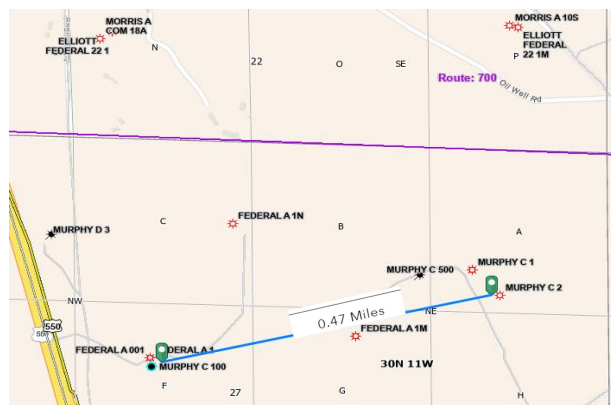 MORRIS A
COM 18A
ELLIOTT
FEDERAL 22 1
N
22
O
SE
MORRIS A 10S
ELLIOTT
FEDERAL
22 1M
P
Route: 700
Oil Well Rd
C
FEDERAL A 1N
B
A
MURPHY D 3
MURPHY C 500
MURPHY C 1
MURPHY C 2
NW
NE
0.47 Miles
550
550
FEDERAL A 1M
FEDERAL A 001
DERAL A 1
MURPHY C 100
30N 11W
F
27
G
H